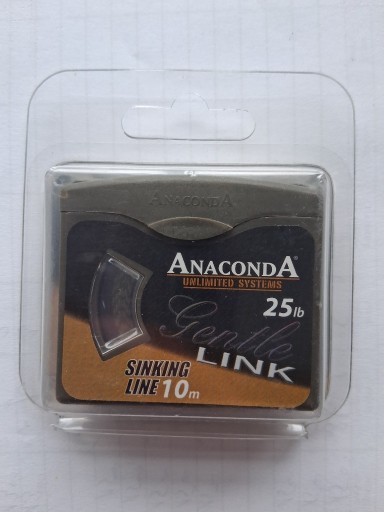 ANACONDA
ANACONDA®
UNLIMITED SYSTEMS
25lb
Gentle
LINK
SINKING
LINE 10m